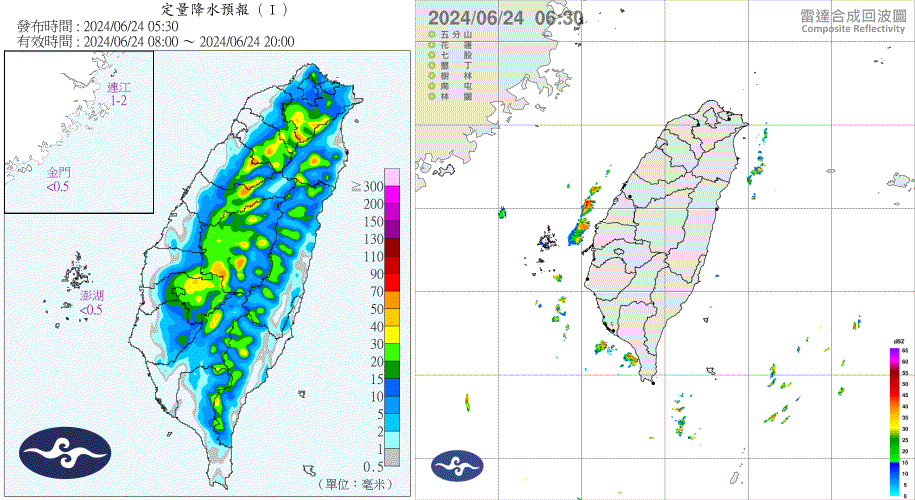 定量降水預報 ( I )
發布時間 : 2024/06/24 05:30
有效時間 : 2024/06/24 08:00 ～ 2024/06/24 20:00
連江
1-2
金門
<0.5
澎湖
<0.5
≥ 300
200
150
130
110
90
70
50
40
30
20
15
10
5
2
1
0.5
(單位：毫米)
2024/06/24 06:30
五分山
花蓮
七股
墾丁
樹林
南屯
林園
雷達合成回波圖
Composite Reflectivity
dBZ
65
60
55
50
45
40
35
30
25
20
15
10
5
0